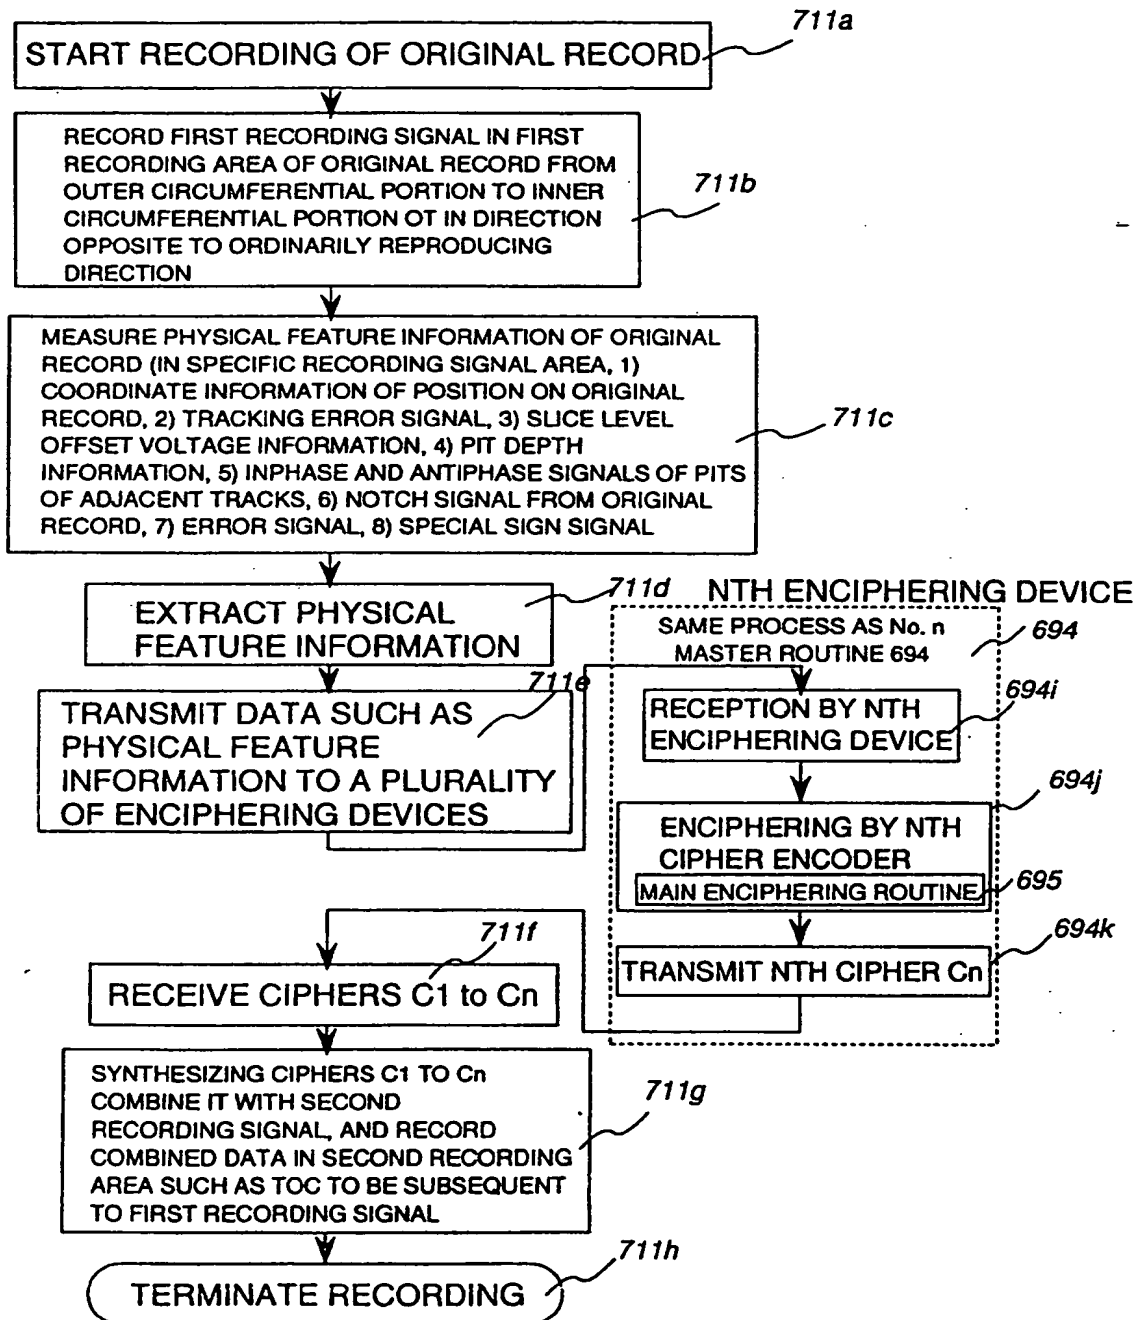 711a
START RECORDING OF ORIGINAL RECORD
RECORD FIRST RECORDING SIGNAL IN FIRST
RECORDING AREA OF ORIGINAL RECORD FROM
OUTER CIRCUMFERENTIAL PORTION TO INNER
CIRCUMFERENTIAL PORTION OT IN DIRECTION
OPPOSITE TO ORDINARILY REPRODUCING
DIRECTION
711b
MEASURE PHYSICAL FEATURE INFORMATION OF ORIGINAL
RECORD (IN SPECIFIC RECORDING SIGNAL AREA, 1)
COORDINATE INFORMATION OF POSITION ON ORIGINAL
RECORD, 2) TRACKING ERROR SIGNAL, 3) SLICE LEVEL
OFFSET VOLTAGE INFORMATION, 4) PIT DEPTH
INFORMATION, 5) INPHASE AND ANTIPHASE SIGNALS OF PITS
OF ADJACENT TRACKS, 6) NOTCH SIGNAL FROM ORIGINAL
RECORD, 7) ERROR SIGNAL, 8) SPECIAL SIGN SIGNAL
711c
EXTRACT PHYSICAL
FEATURE INFORMATION
711d
TRANSMIT DATA SUCH AS
PHYSICAL FEATURE
INFORMATION TO A PLURALITY
OF ENCIPHERING DEVICES
711e
NTH ENCIPHERING DEVICE
SAME PROCESS AS No. n
MASTER ROUTINE 694
694
RECEPTION BY NTH
ENCIPHERING DEVICE
694i
694j
ENCIPHERING BY NTH
CIPHER ENCODER
MAIN ENCIPHERING ROUTINE
695
694k
TRANSMIT NTH CIPHER Cn
711f
RECEIVE CIPHERS C1 to Cn
SYNTHESIZING CIPHERS C1 TO Cn
COMBINE IT WITH SECOND
RECORDING SIGNAL, AND RECORD
COMBINED DATA IN SECOND RECORDING
AREA SUCH AS TOC TO BE SUBSEQUENT
TO FIRST RECORDING SIGNAL
711g
711h
TERMINATE RECORDING